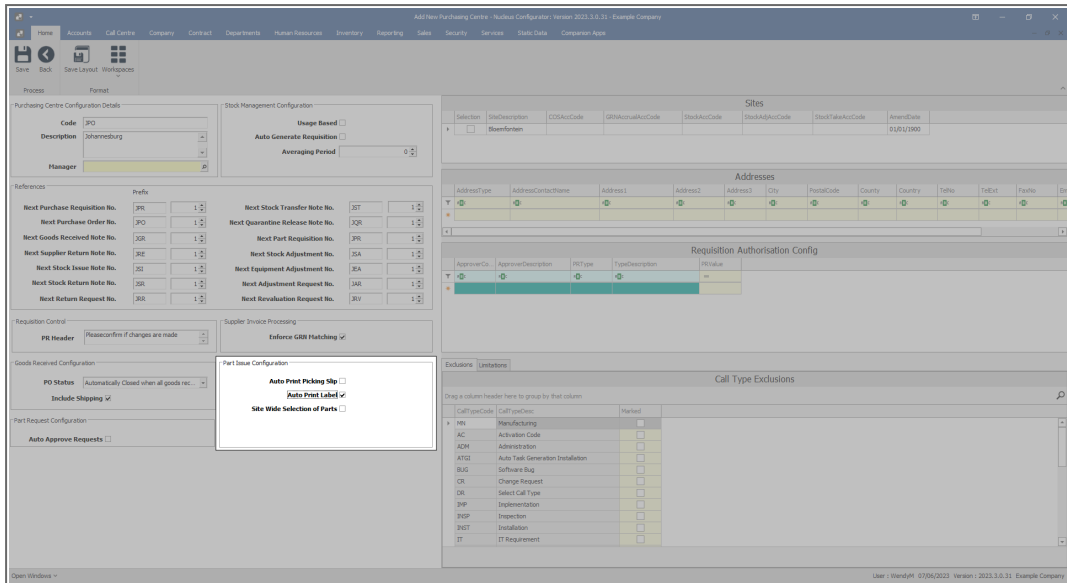 Add New Purchasing Centre - Nucleus Configurator: Version 2023.3.0.31 - Example Company
Home Accounts Call Centre Company Contract Departments Human Resources Inventory Reporting Sales Security Services Static Data Companion Apps
Save Back Save Layout Workspaces
Process Format
Purchasing Centre Configuration Details
Code JPO
Description Johannesburg
Manager
Stock Management Configuration
Usage Based
Auto Generate Requisition
Averaging Period 0
References
Prefix
Next Purchase Requisition No. JPR 1
Next Purchase Order No. JPO 1
Next Goods Received Note No. JGR 1
Next Supplier Return Note No. JRE 1
Next Stock Issue Note No. JSI 1
Next Stock Return Note No. JSR 1
Next Return Request No. JRR 1
Next Stock Transfer Note No. JST 1
Next Quarantine Release Note No. JQR 1
Next Part Requisition No. JPR 1
Next Stock Adjustment No. JSA 1
Next Equipment Adjustment No. JEA 1
Next Adjustment Request No. JAR 1
Next Revaluation Request No. JRV 1
Requisition Control
PR Header Pleaseconfirm if changes are made
Supplier Invoice Processing
Enforce GRN Matching
Goods Received Configuration
PO Status Automatically Closed when all goods rec...
Include Shipping
Part Issue Configuration
Auto Print Picking Slip
Auto Print Label
Site Wide Selection of Parts
Part Request Configuration
Auto Approve Requests
Sites
Selection SiteDescription COSAccCode GRNAccrualAccCode StockAccCode StockAdjAccCode StockTakeAccCode AmendDate
Bloemfontein 01/01/1900
Addresses
AddressType AddressContactName Address1 Address2 Address3 City PostalCode County Country TelNo TelExt FaxNo Em
Requisition Authorisation Config
ApproverCo... ApproverDescription PRType TypeDescription PRValue
=
Exclusions Limitations
Call Type Exclusions
Drag a column header here to group by that column
CallTypeCode CallTypeDesc Marked
MN Manufacturing
AC Activation Code
ADM Administration
ATGI Auto Task Generation Installation
BUG Software Bug
CR Change Request
DR Select Call Type
IMP Implementation
INSP Inspection
INST Installation
IT IT Requirement
Open Windows
User : WendyM 07/06/2023 Version : 2023.3.0.31 Example Company